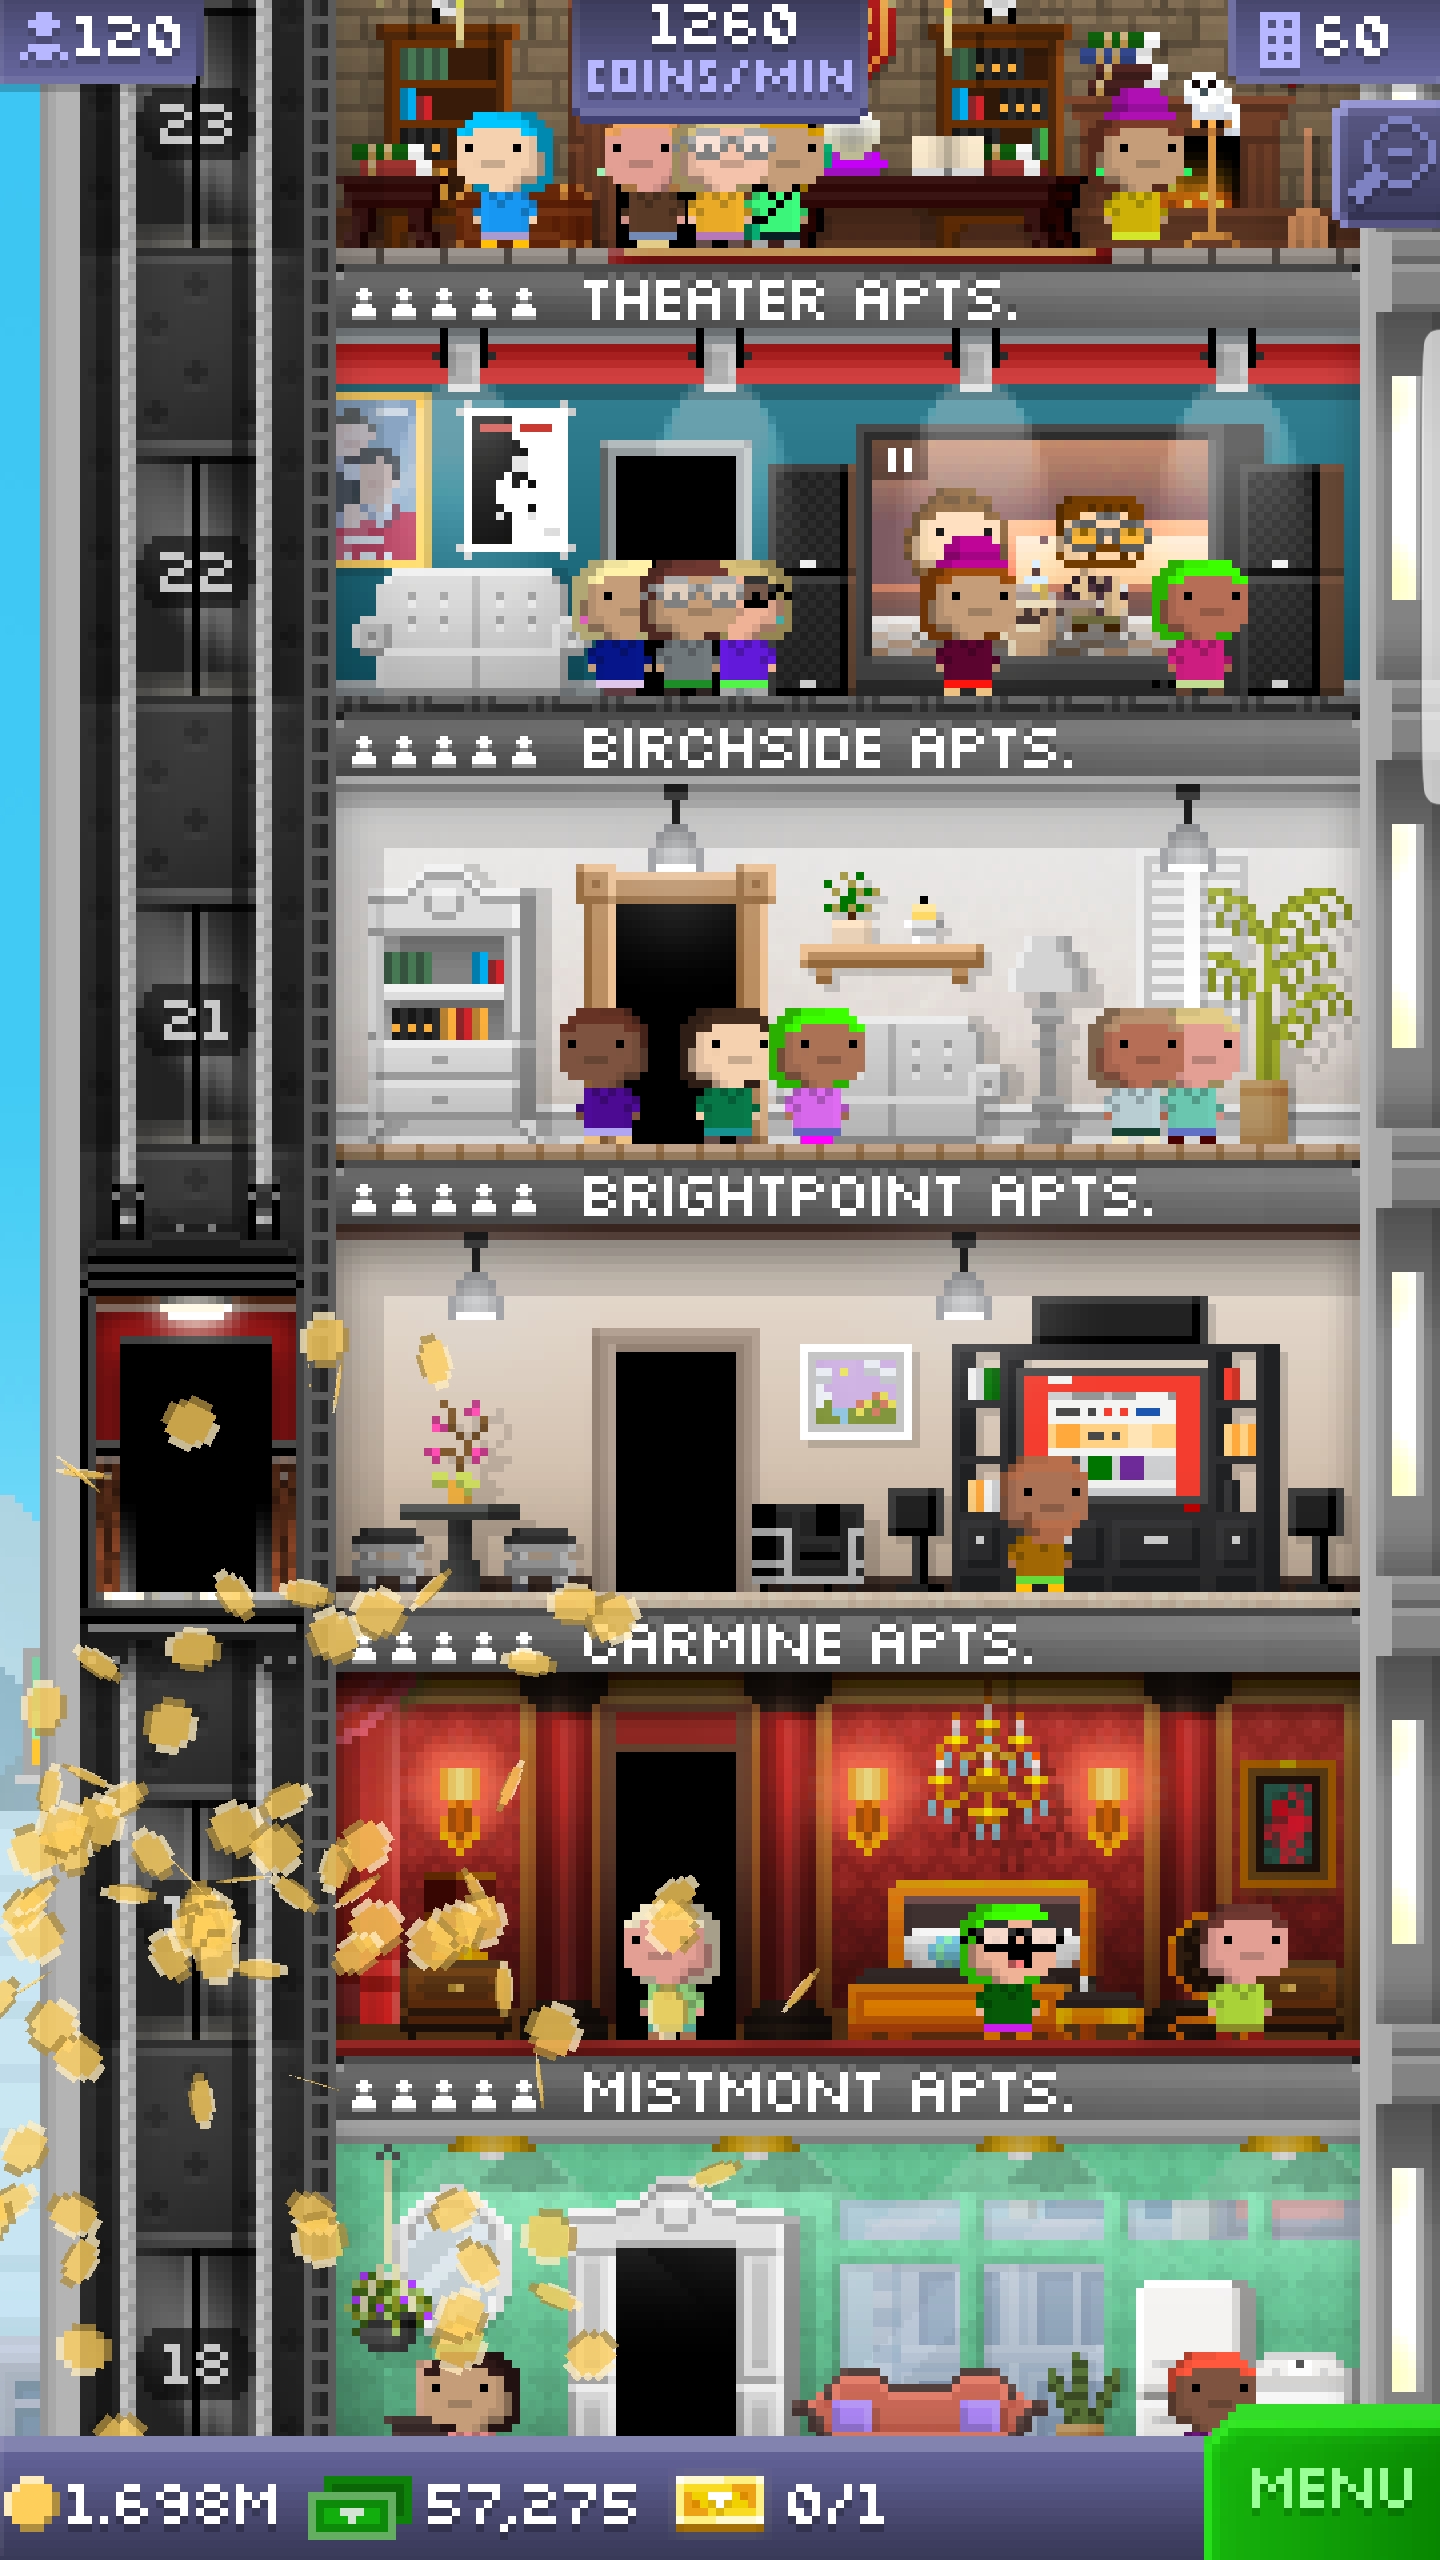 120
1260
COINS/MIN
60
23
THEATER APTS.
22
BIRCHSIDE APTS.
21
BRIGHTPOINT APTS.
CARMINE APTS.
MISTMONT APTS.
18
1.698M
57,275
0/1
MENU